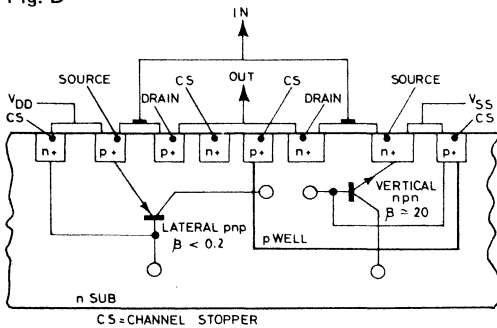 Fig. D
IN
SOURCE
CS
OUT
CS
SOURCE
VDD
CS
DRAIN
DRAIN
VSS
CS
n+
p+
p+
n+
p+
n+
n+
p+
LATERAL pnp
β < 0.2
VERTICAL
npn
β ≃ 20
p WELL
n SUB
CS = CHANNEL STOPPER